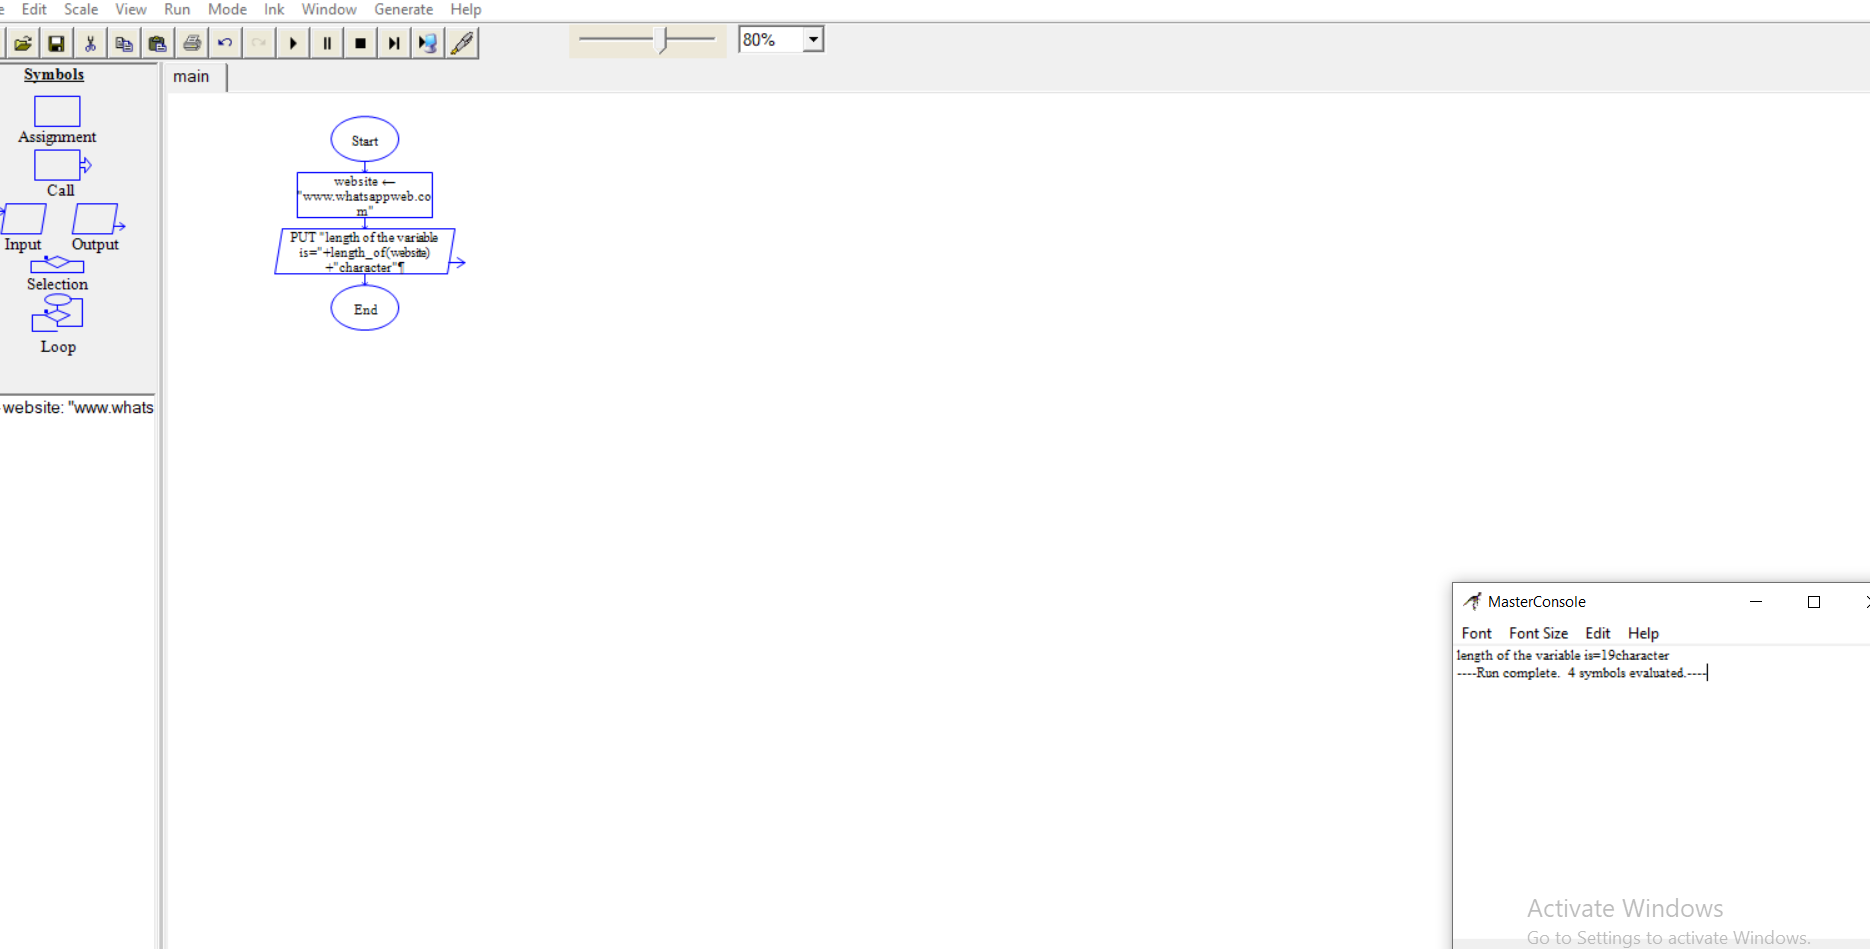 Edit Scale View Run Mode Ink Window Generate Help
80%
Symbols
main
Assignment
Call
Input Output
Selection
Loop
Start
website ←
"www.whatsappweb.co
m"
PUT "length of the variable
is="+length_of(website)
+"character"¶
End
website: "www.whats
MasterConsole
Font Font Size Edit Help
length of the variable is=19character
----Run complete. 4 symbols evaluated.----
Activate Windows
Go to Settings to activate Windows.